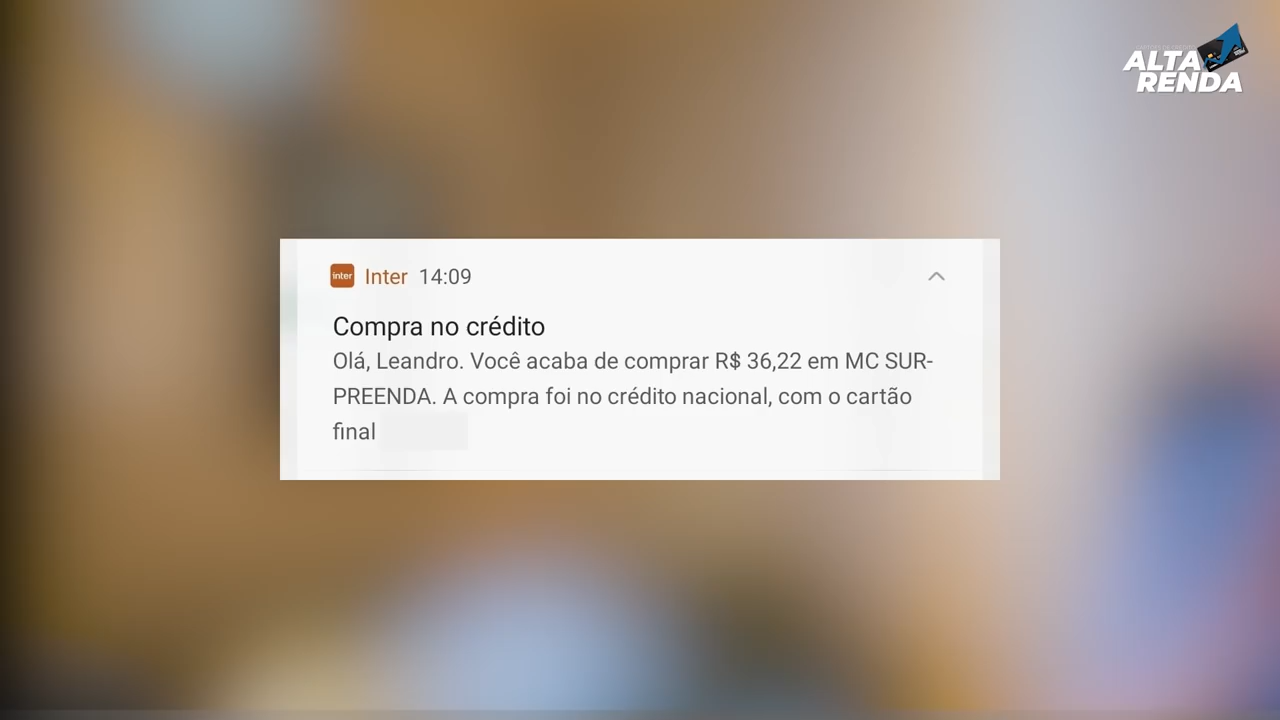 ALTA
RENDA
inter Inter 14:09
Compra no crédito
Olá, Leandro. Você acaba de comprar R$ 36,22 em MC SUR-
PREENDA. A compra foi no crédito nacional, com o cartão
final